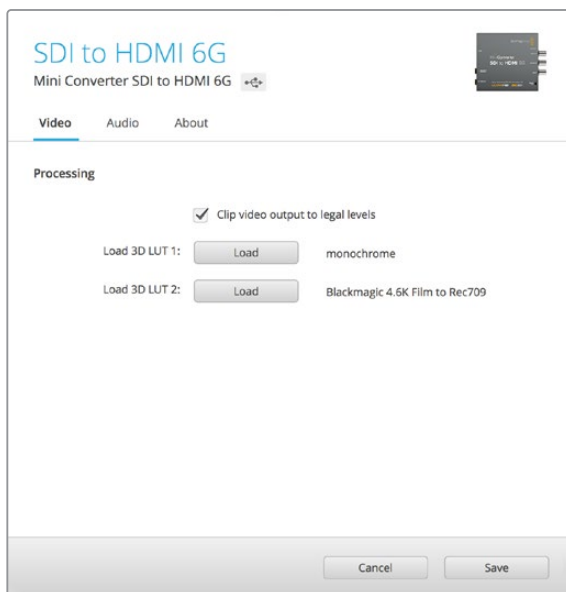 SDI to HDMI 6G
Mini Converter SDI to HDMI 6G
Video Audio About
Processing
Clip video output to legal levels
Load 3D LUT 1: Load monochrome
Load 3D LUT 2: Load Blackmagic 4.6K Film to Rec709
Cancel Save